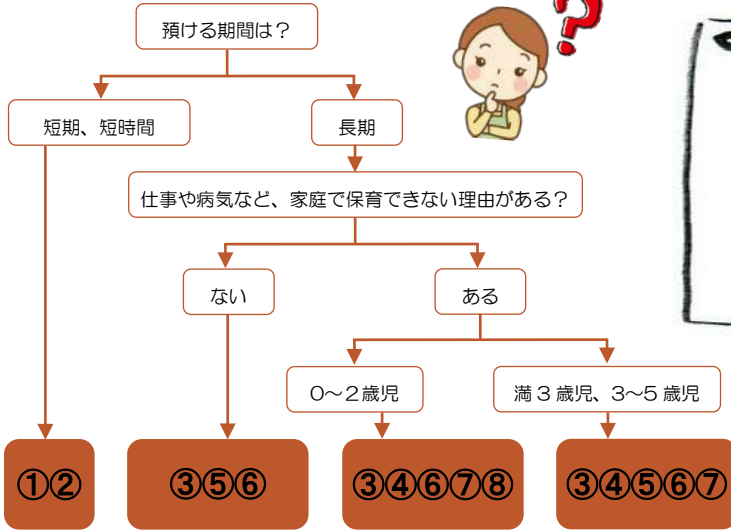 預ける期間は？
短期、短時間
長期
仕事や病気など、家庭で保育できない理由がある？
ない
ある
0～2歳児
満3歳児、3～5歳児
①②
③⑤⑥
③④⑥⑦⑧
③④⑤⑥⑦
?